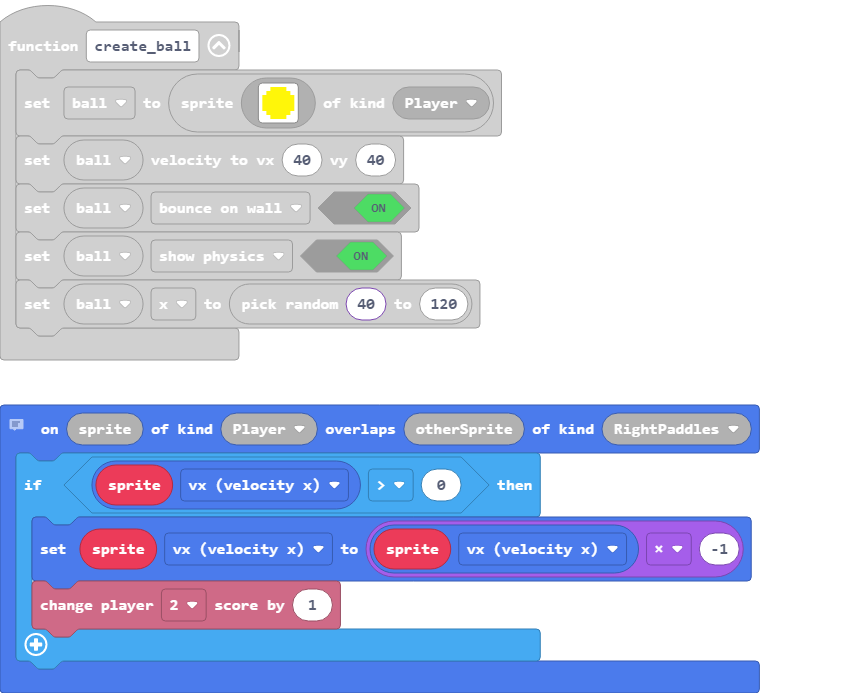 function create_ball
set ball to sprite of kind Player
set ball velocity to vx 40 vy 40
set ball bounce on wall ON
set ball show physics ON
set ball x to pick random 40 to 120
on sprite of kind Player overlaps otherSprite of kind RightPaddles
if sprite vx (velocity x) > 0 then
set sprite vx (velocity x) to sprite vx (velocity x) × -1
change player 2 score by 1